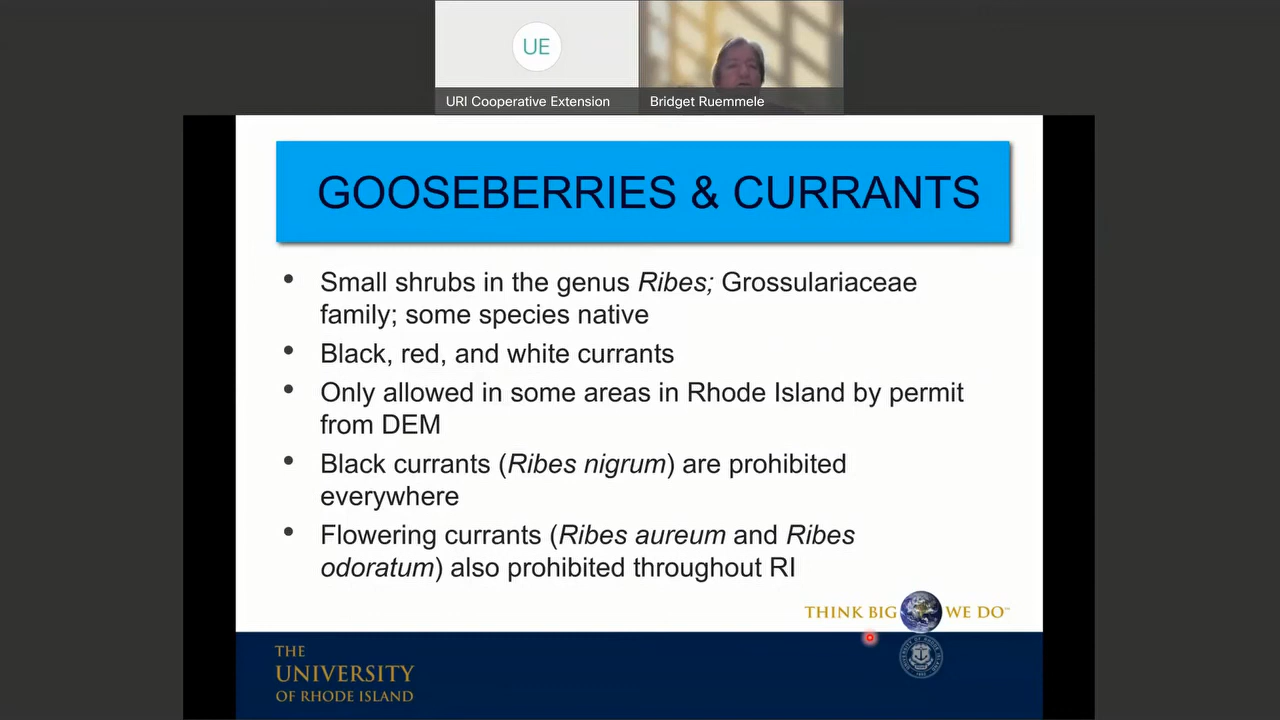 UE
URI Cooperative Extension
Bridget Ruemmele
GOOSEBERRIES & CURRANTS
• Small shrubs in the genus Ribes; Grossulariaceae
family; some species native
• Black, red, and white currants
• Only allowed in some areas in Rhode Island by permit
from DEM
• Black currants (Ribes nigrum) are prohibited
everywhere
• Flowering currants (Ribes aureum and Ribes
odoratum) also prohibited throughout RI
THINK BIG WE DO™
THE
UNIVERSITY
OF RHODE ISLAND